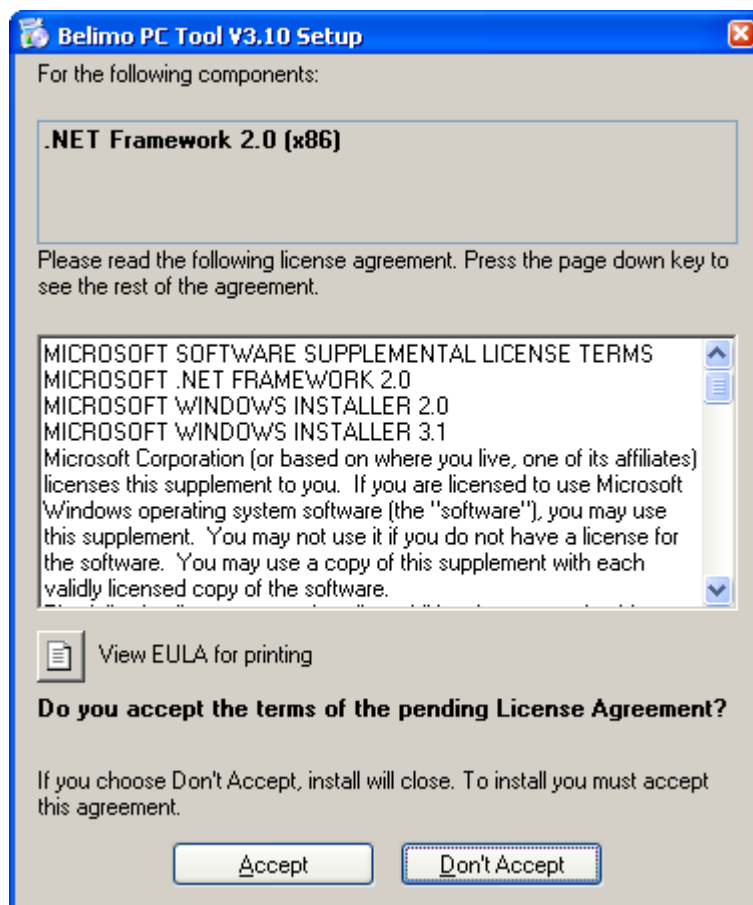 Belimo PC Tool V3.10 Setup
For the following components:
.NET Framework 2.0 (x86)
Please read the following license agreement. Press the page down key to
see the rest of the agreement.
MICROSOFT SOFTWARE SUPPLEMENTAL LICENSE TERMS
MICROSOFT .NET FRAMEWORK 2.0
MICROSOFT WINDOWS INSTALLER 2.0
MICROSOFT WINDOWS INSTALLER 3.1
Microsoft Corporation (or based on where you live, one of its affiliates)
licenses this supplement to you.  If you are licensed to use Microsoft
Windows operating system software (the "software"), you may use
this supplement.  You may not use it if you do not have a license for
the software.  You may use a copy of this supplement with each
validly licensed copy of the software.
View EULA for printing
Do you accept the terms of the pending License Agreement?
If you choose Don't Accept, install will close. To install you must accept
this agreement.
Accept
Don't Accept